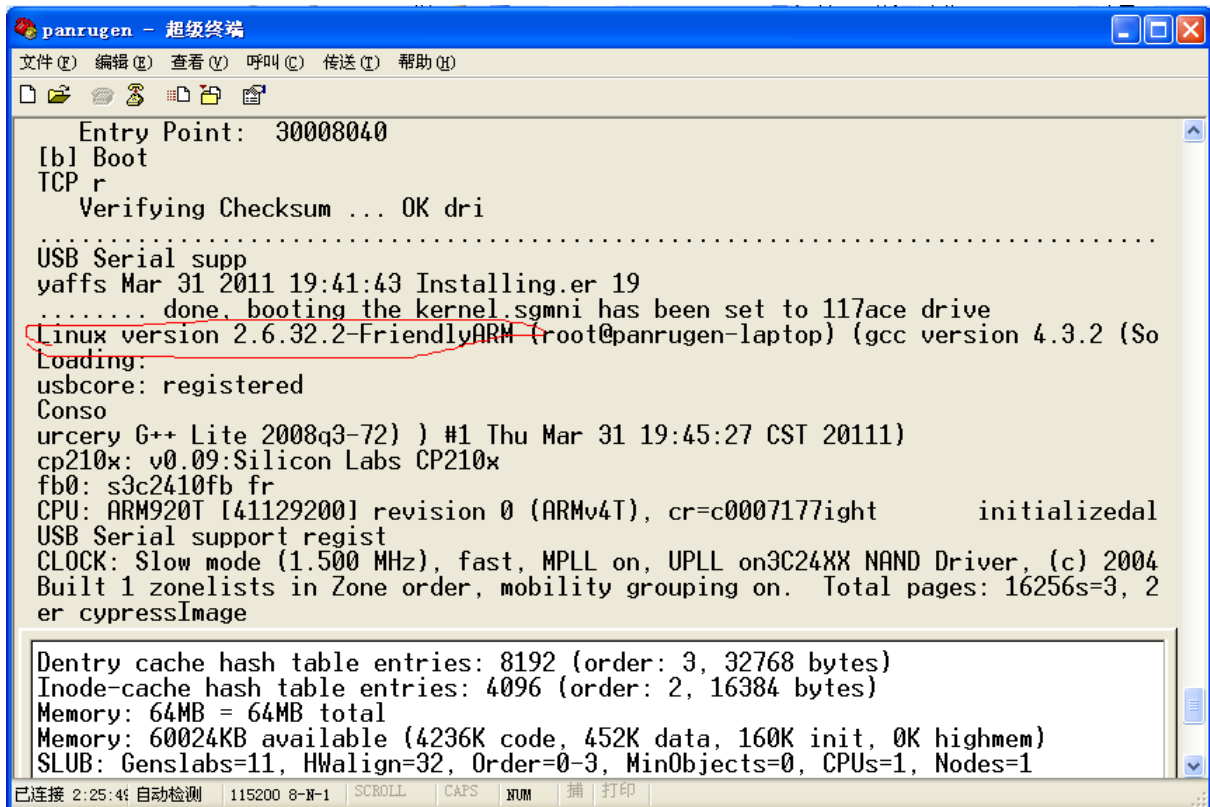 panrugen - 超级终端
文件(F) 编辑(E) 查看(V) 呼叫(C) 传送(T) 帮助(H)
Entry Point: 30008040
[b] Boot
TCP r
Verifying Checksum ... OK dri
................................................................................
USB Serial supp
yaffs Mar 31 2011 19:41:43 Installing.er 19
........ done, booting the kernel.sgmni has been set to 117ace drive
Linux version 2.6.32.2-FriendlyARM (root@panrugen-laptop) (gcc version 4.3.2 (So
Loading:
usbcore: registered
Conso
urcery G++ Lite 2008q3-72) ) #1 Thu Mar 31 19:45:27 CST 20111)
cp210x: v0.09:Silicon Labs CP210x
fb0: s3c2410fb fr
CPU: ARM920T [41129200] revision 0 (ARMv4T), cr=c0007177ight initializedal
USB Serial support regist
CLOCK: Slow mode (1.500 MHz), fast, MPLL on, UPLL on3C24XX NAND Driver, (c) 2004
Built 1 zonelists in Zone order, mobility grouping on. Total pages: 16256s=3, 2
er cypressImage
Dentry cache hash table entries: 8192 (order: 3, 32768 bytes)
Inode-cache hash table entries: 4096 (order: 2, 16384 bytes)
Memory: 64MB = 64MB total
Memory: 60024KB available (4236K code, 452K data, 160K init, 0K highmem)
SLUB: Genslabs=11, HWalign=32, Order=0-3, MinObjects=0, CPUs=1, Nodes=1
已连接 2:25:49 自动检测 115200 8-N-1 SCROLL CAPS NUM 捕 打印